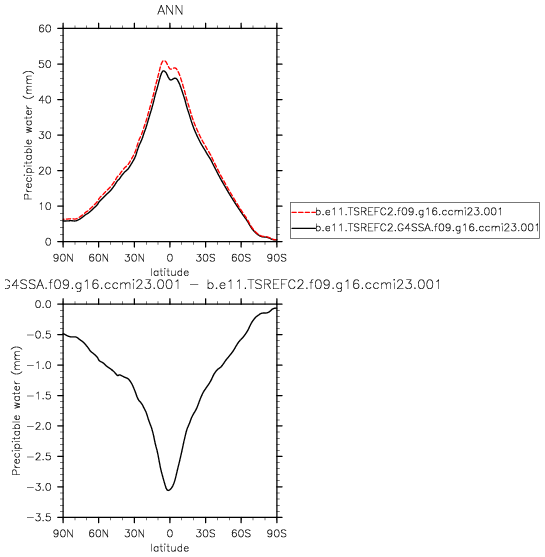 ANN
60
50
40
30
20
10
0
Precipitable water (mm)
90N 60N 30N 0 30S 60S 90S
latitude
b.e11.TSREFC2.f09.g16.ccmi23.001
b.e11.TSREFC2.G4SSA.f09.g16.ccmi23.001
G4SSA.f09.g16.ccmi23.001 - b.e11.TSREFC2.f09.g16.ccmi23.001
0.0
-0.5
-1.0
-1.5
-2.0
-2.5
-3.0
-3.5
Precipitable water (mm)
90N 60N 30N 0 30S 60S 90S
latitude